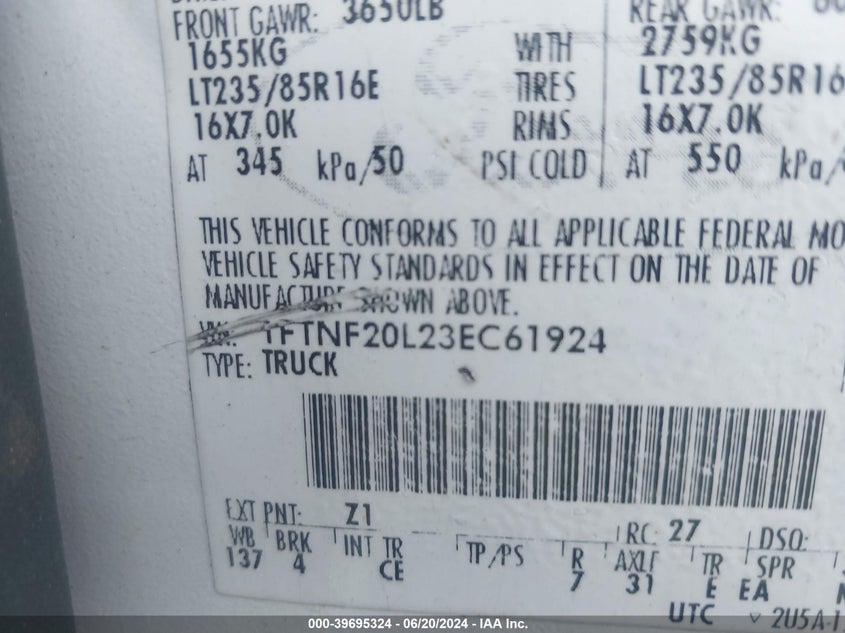 FRONT GAWR: 3650LB REAR GAWR:
1655KG WITH 2759KG
LT235/85R16E TIRES LT235/85R16
16X7.0K RIMS 16X7.0K
AT 345 kPa/50 PSI COLD AT 550 kPa/
THIS VEHICLE CONFORMS TO ALL APPLICABLE FEDERAL MO
VEHICLE SAFETY STANDARDS IN EFFECT ON THE DATE OF
MANUFACTURE SHOWN ABOVE.
VIN: 1FTNF20L23EC61924
TYPE: TRUCK
EXT PNT: Z1 RC: 27 DSO:
WB BRK INT TR TP/PS R AXLE TR SPR
137 4 CE 7 31 E EA
UTC 2U5A-1
000-39695324 - 06/20/2024 - IAA Inc.